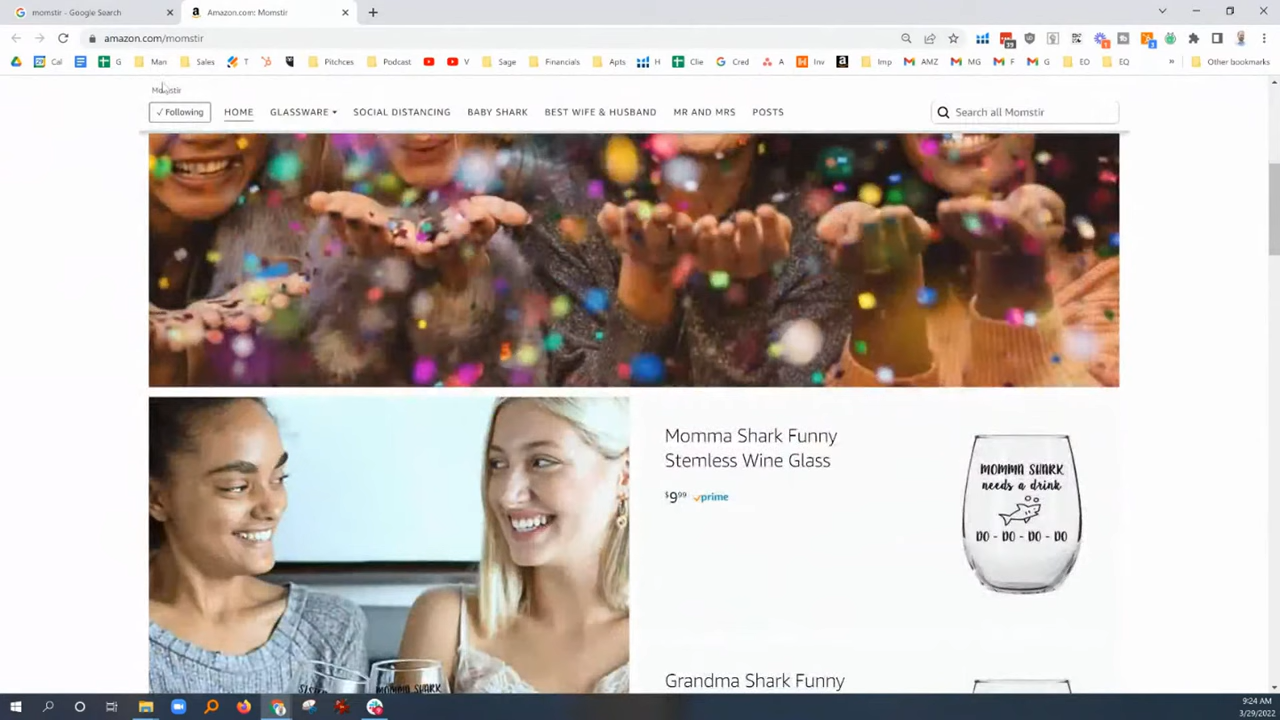 momstir - Google Search
Amazon.com: Momstir
amazon.com/momstir
Cal
G
Man
Sales
T
Pitchces
Podcast
V
Sage
Financials
Apts
H
Clie
Cred
A
Inv
Imp
AMZ
MG
F
G
EO
EQ
»
Other bookmarks
Momstir
✓ Following
HOME
GLASSWARE
SOCIAL DISTANCING
BABY SHARK
BEST WIFE & HUSBAND
MR AND MRS
POSTS
Search all Momstir
Momma Shark Funny
Stemless Wine Glass
$9.99 prime
MOMMA SHARK
needs a drink
DO - DO - DO - DO
MOMMA SHARK
Grandma Shark Funny
9:24 AM
3/29/2022